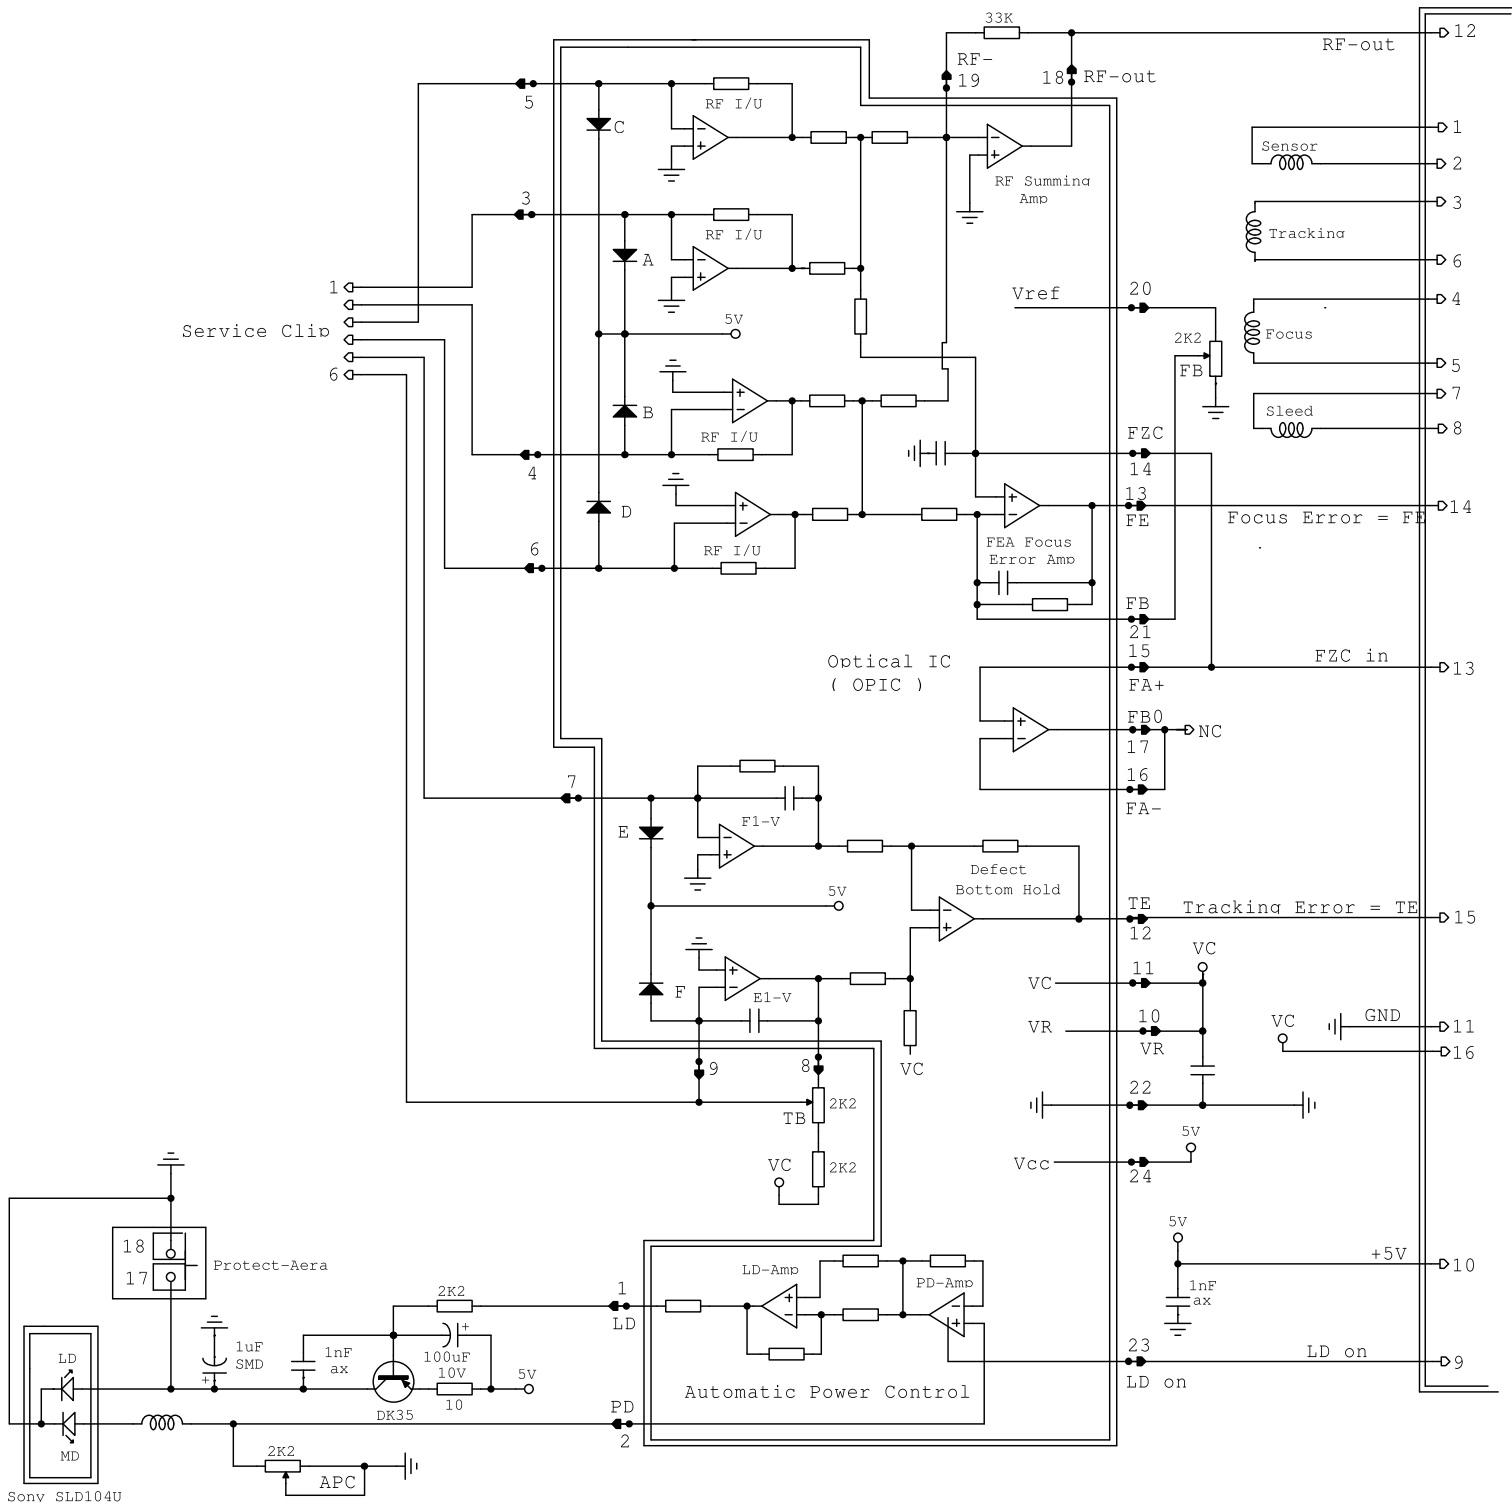 33K
RF-out
12
RF-
19
18
RF-out
5
RF I/U
C
1
Sensor
2
RF Summing
Amp
3
RF I/U
3
Tracking
A
6
1
20
Vref
4
Service Clip
5V
2K2
FB
Focus
5
6
7
B
Sleed
8
RF I/U
FZC
4
14
13
FE
Focus Error = FE
14
D
FEA Focus
Error Amp
6
RF I/U
FB
21
15
FZC in
13
Optical IC
( OPIC )
FA+
FB0
NC
17
7
16
FA-
F1-V
E
Defect
Bottom Hold
5V
TE
Tracking Error = TE
15
12
VC
11
VC
F
E1-V
10
VR
VR
VC
GND
11
16
9
8
VC
2K2
TB
22
5V
VC
2K2
Vcc
24
18
17
Protect-Aera
5V
+5V
10
LD-Amp
PD-Amp
2K2
1
LD
1nF
ax
1uF
SMD
1nF
ax
100uF
10V
23
LD on
9
LD
5V
LD on
10
Automatic Power Control
DK35
PD
2
MD
2K2
APC
Sony SLD104U